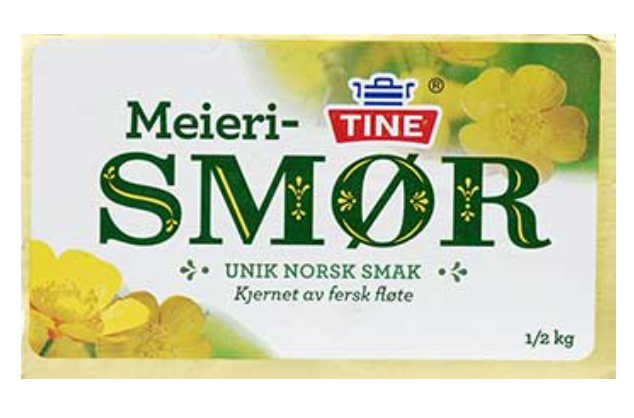 Meieri-
TINE®
SMØR
UNIK NORSK SMAK
Kjernet av fersk fløte
1/2 kg